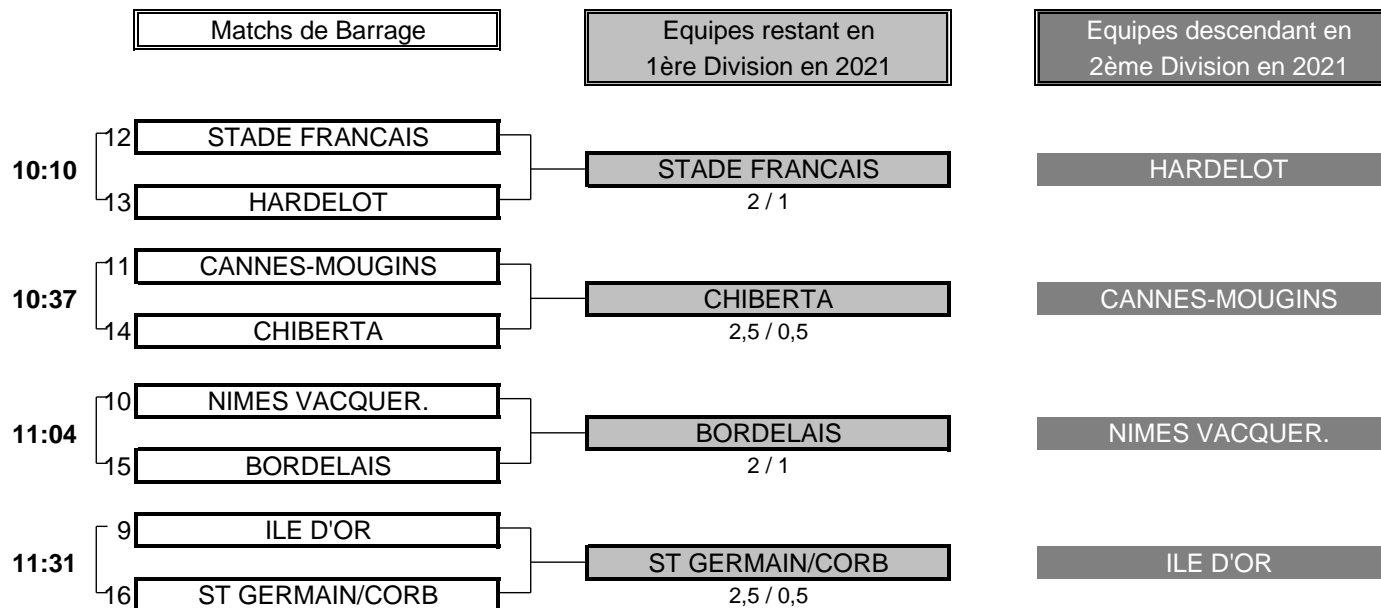 Matchs de Barrage
Equipes restant en
1ère Division en 2021
Equipes descendant en
2ème Division en 2021
10:10
12
STADE FRANCAIS
13
HARDELOT
STADE FRANCAIS
2 / 1
HARDELOT
10:37
11
CANNES-MOUGINS
14
CHIBERTA
CHIBERTA
2,5 / 0,5
CANNES-MOUGINS
11:04
10
NIMES VACQUER.
15
BORDELAIS
BORDELAIS
2 / 1
NIMES VACQUER.
11:31
9
ILE D'OR
16
ST GERMAIN/CORB
ST GERMAIN/CORB
2,5 / 0,5
ILE D'OR